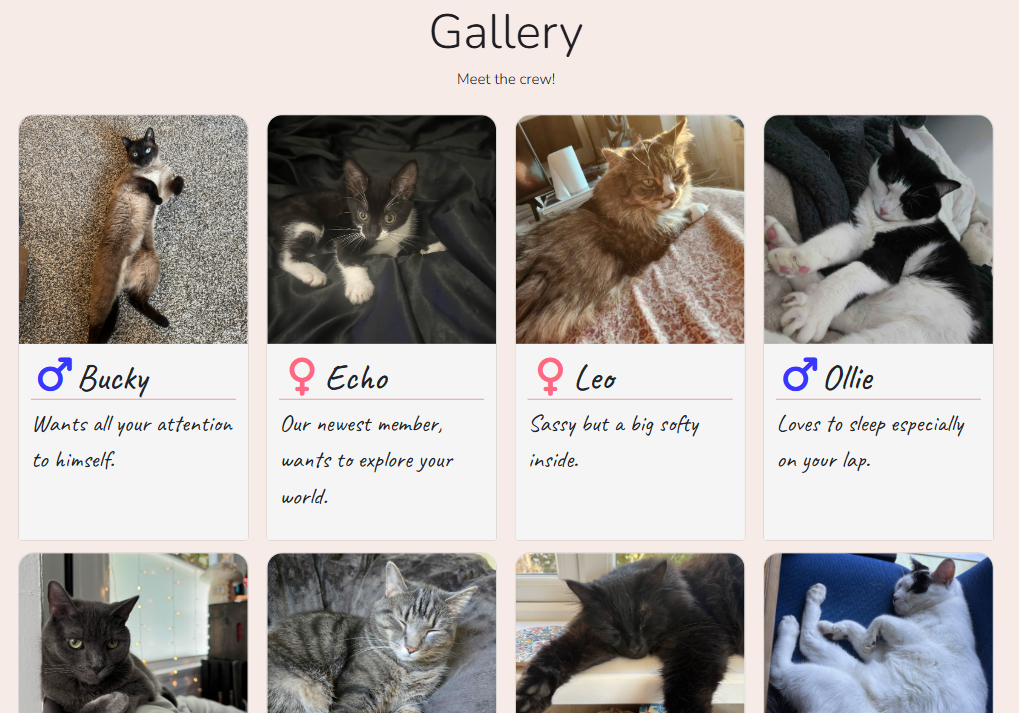 Gallery
Meet the crew!
Bucky
Wants all your attention
to himself.
Echo
Our newest member,
wants to explore your
world.
Leo
Sassy but a big softy
inside.
Ollie
Loves to sleep especially
on your lap.